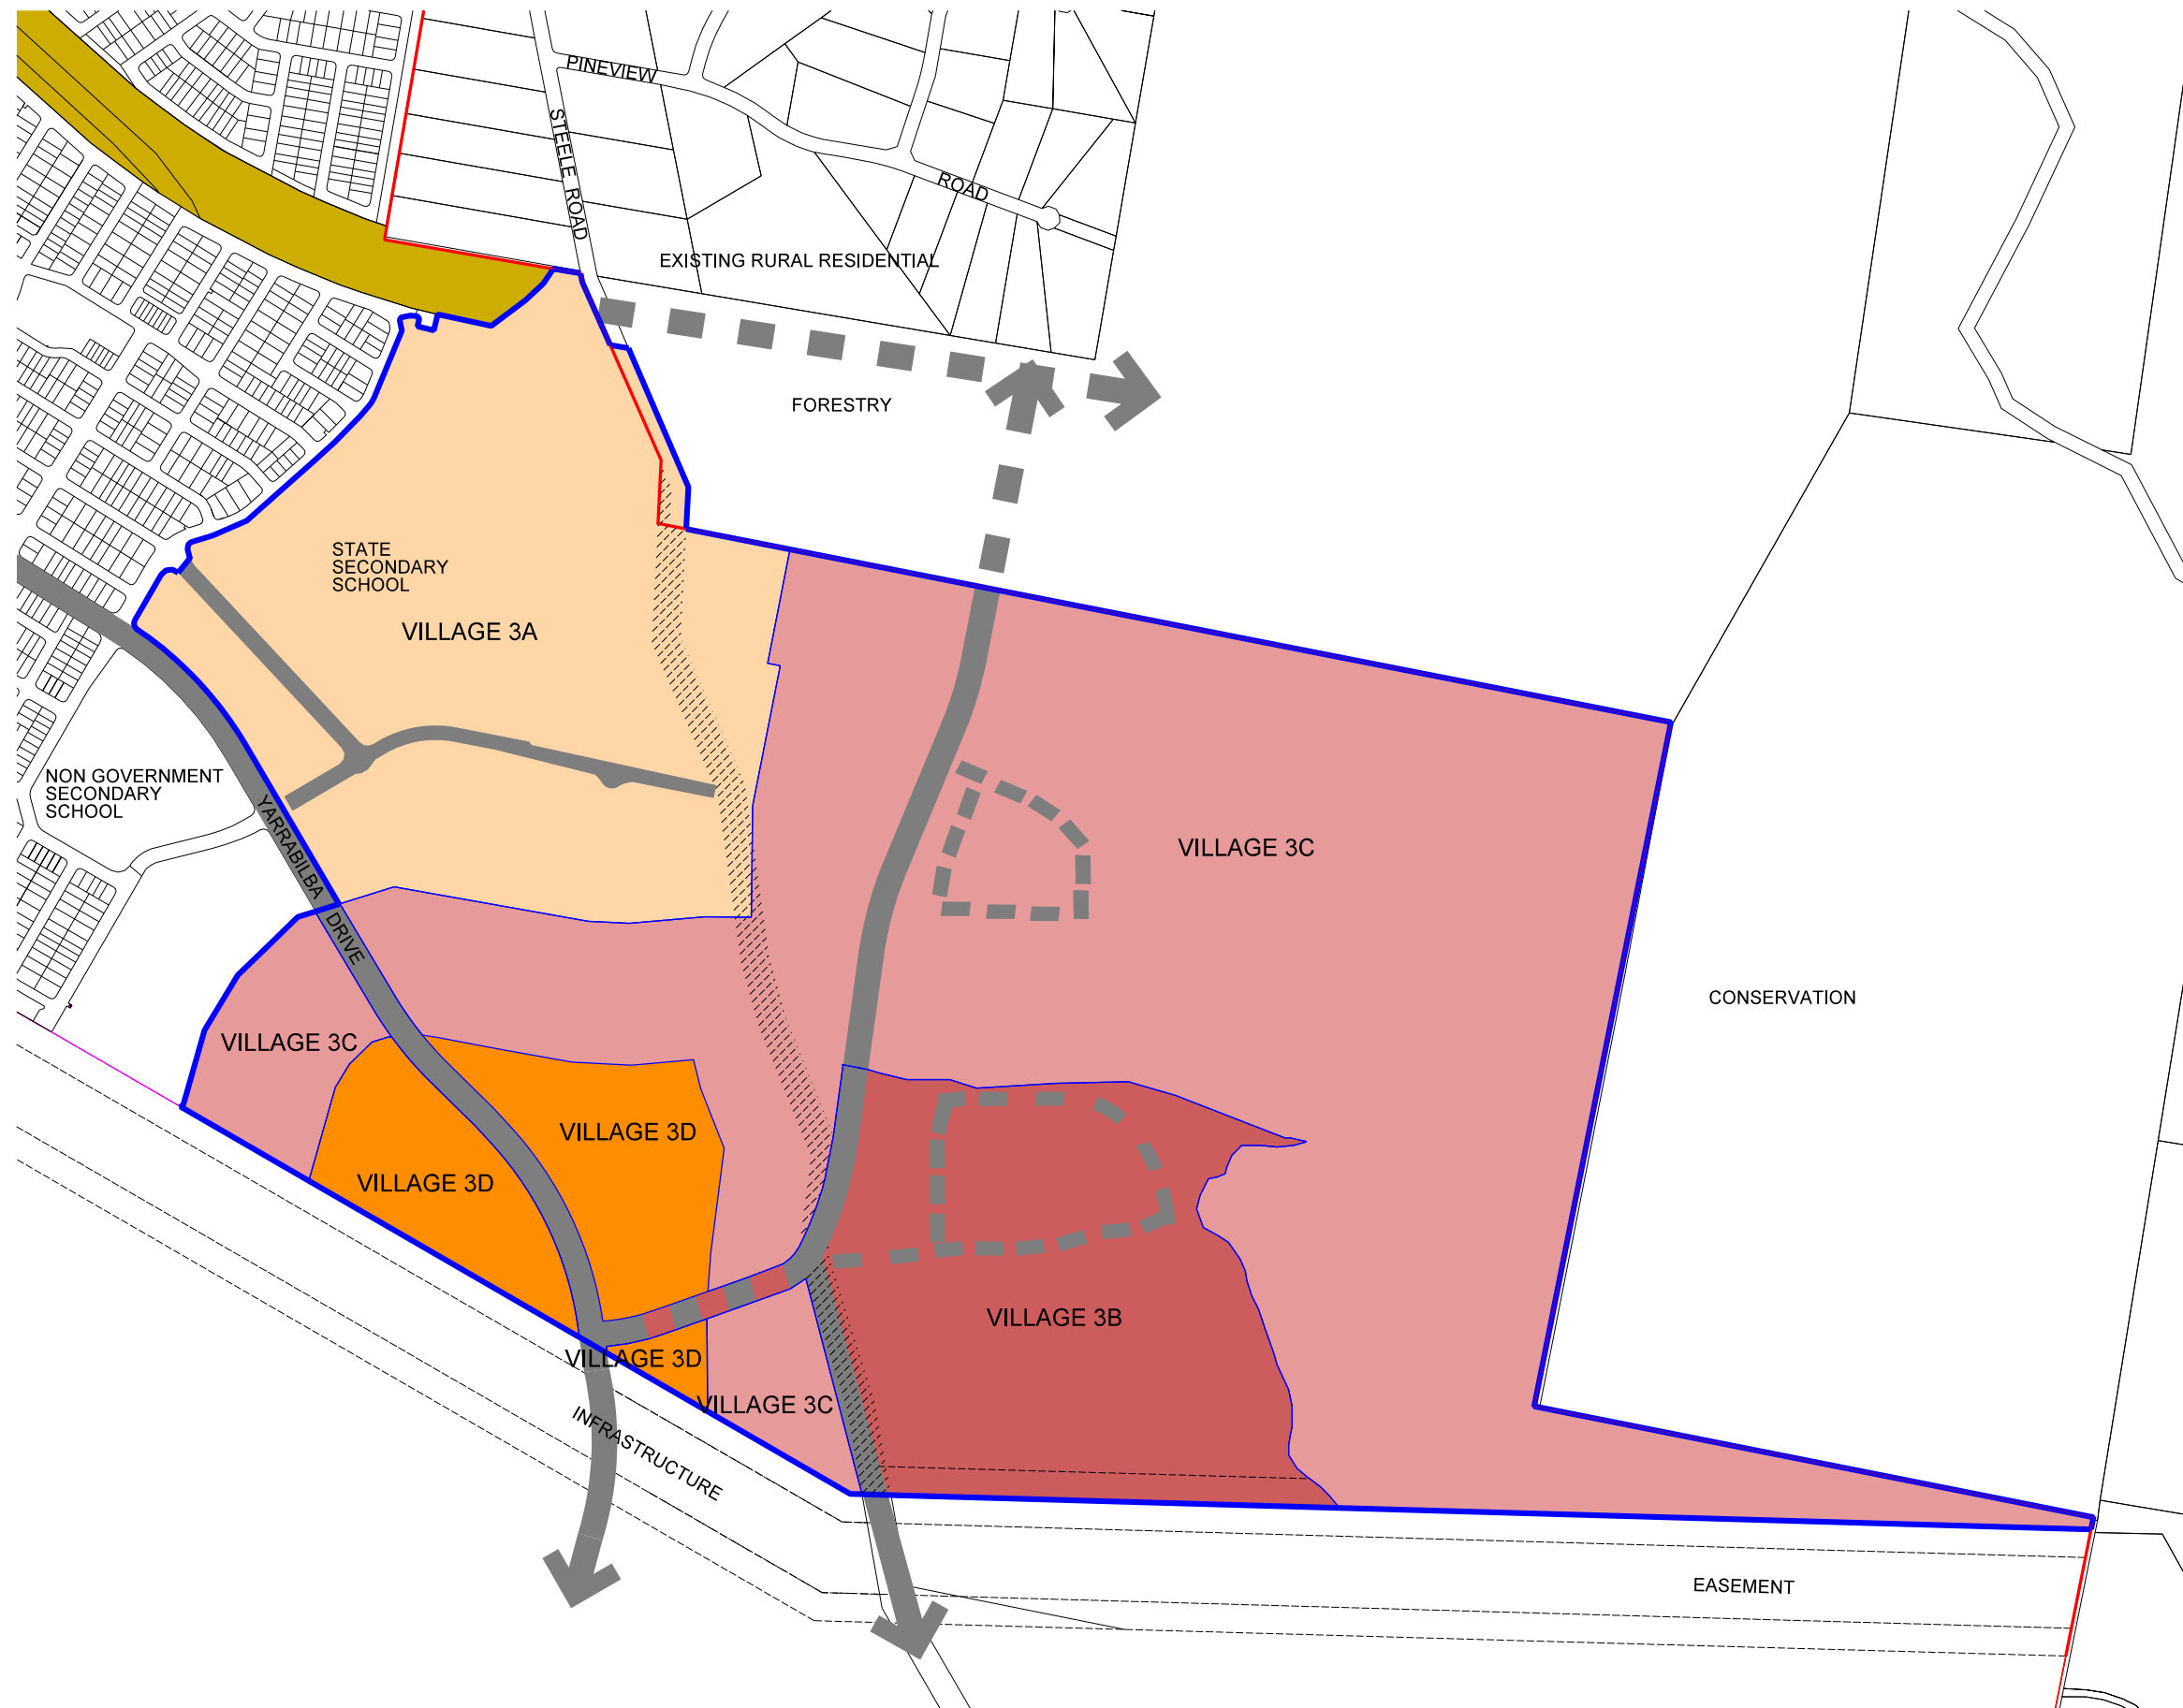 PINEVIEW
STEELE ROAD
ROAD
EXISTING RURAL RESIDENTIAL
FORESTRY
STATE
SECONDARY
SCHOOL
VILLAGE 3A
NON GOVERNMENT
SECONDARY
SCHOOL
YARRABILBA DRIVE
VILLAGE 3C
CONSERVATION
VILLAGE 3C
VILLAGE 3D
VILLAGE 3D
VILLAGE 3B
VILLAGE 3D
VILLAGE 3C
INFRASTRUCTURE
EASEMENT